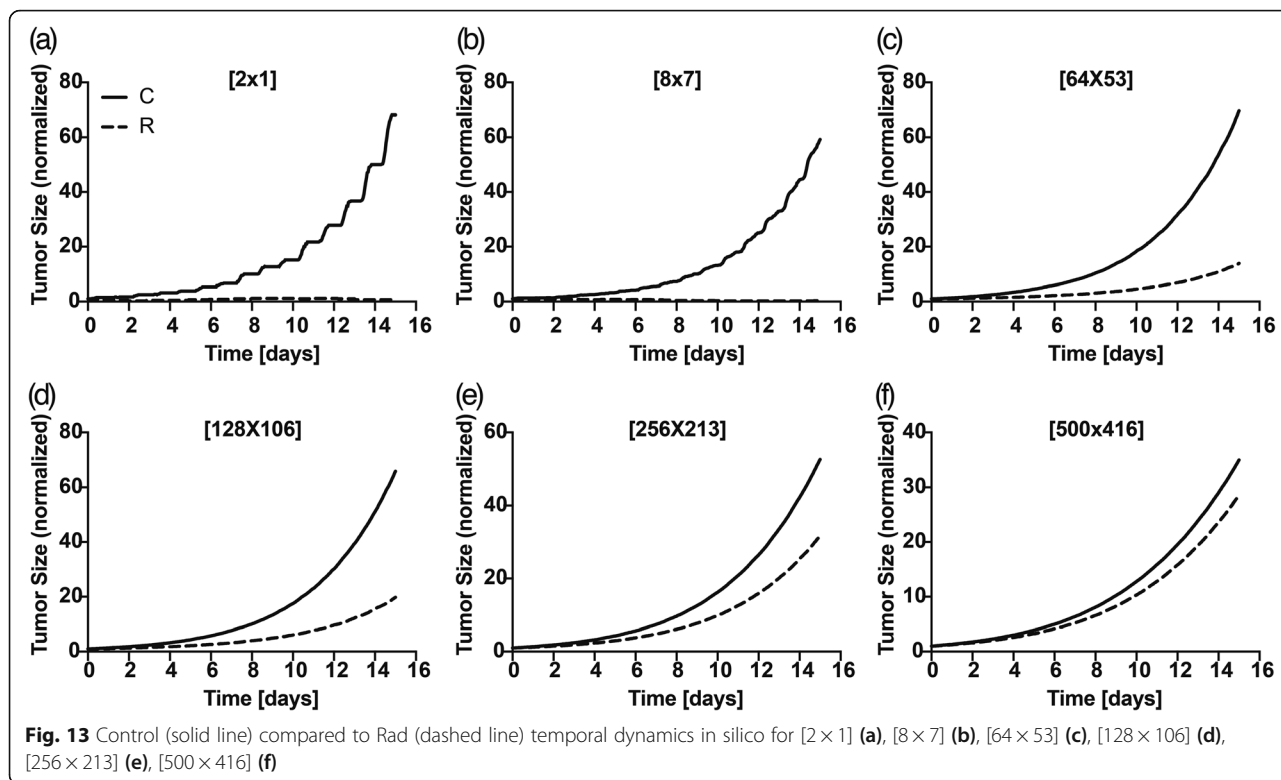 (a)
[2x1]
Tumor Size (normalized)
80
60
40
20
0
C
R
0 2 4 6 8 10 12 14 16
Time [days]
(b)
[8x7]
Tumor Size (normalized)
80
60
40
20
0
0 2 4 6 8 10 12 14 16
Time [days]
(c)
[64X53]
Tumor Size (normalized)
80
60
40
20
0
0 2 4 6 8 10 12 14 16
Time [days]
(d)
[128X106]
Tumor Size (normalized)
80
60
40
20
0
0 2 4 6 8 10 12 14 16
Time [days]
(e)
[256X213]
Tumor Size (normalized)
60
40
20
0
0 2 4 6 8 10 12 14 16
Time [days]
(f)
[500x416]
Tumor Size (normalized)
40
30
20
10
0
0 2 4 6 8 10 12 14 16
Time [days]
Fig. 13 Control (solid line) compared to Rad (dashed line) temporal dynamics in silico for [2 × 1] (a), [8 × 7] (b), [64 × 53] (c), [128 × 106] (d),
[256 × 213] (e), [500 × 416] (f)